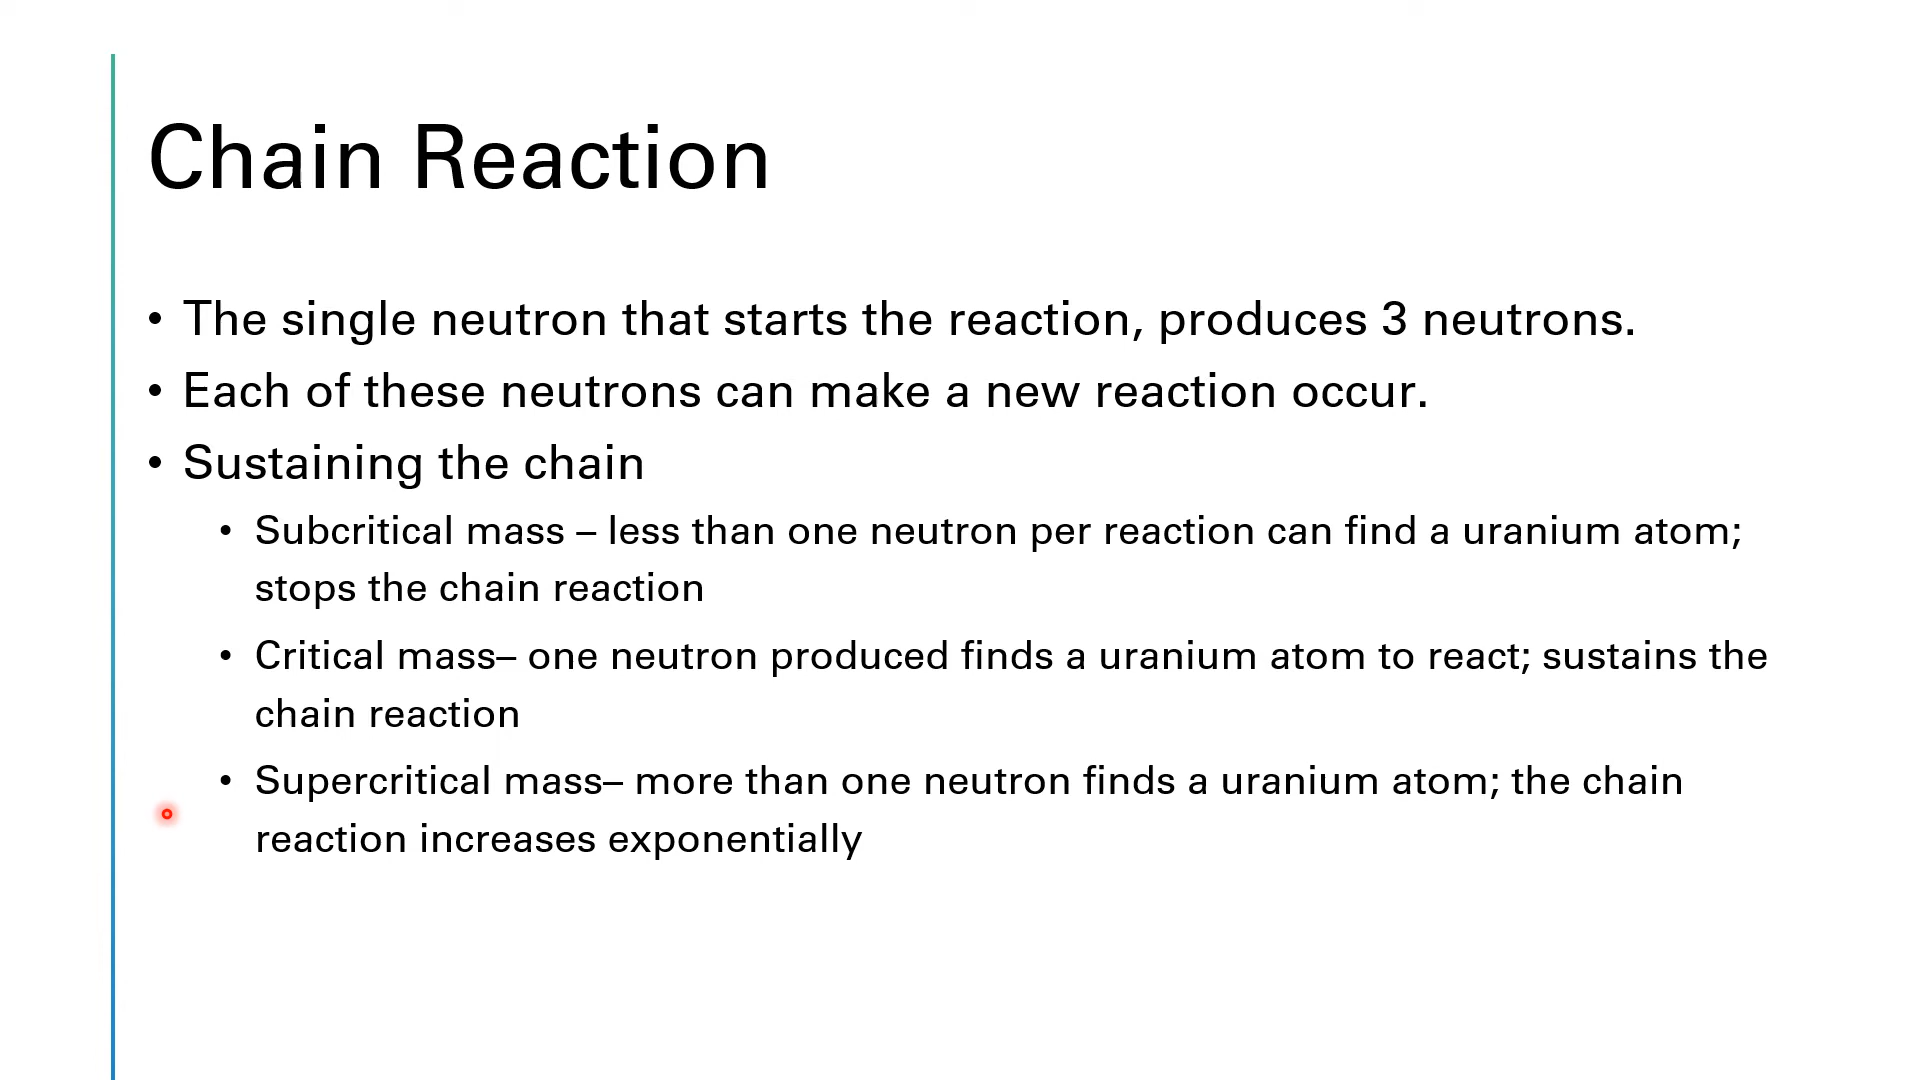 Chain Reaction
• The single neutron that starts the reaction, produces 3 neutrons.
• Each of these neutrons can make a new reaction occur.
• Sustaining the chain
• Subcritical mass – less than one neutron per reaction can find a uranium atom;
stops the chain reaction
• Critical mass– one neutron produced finds a uranium atom to react; sustains the
chain reaction
• Supercritical mass– more than one neutron finds a uranium atom; the chain
reaction increases exponentially